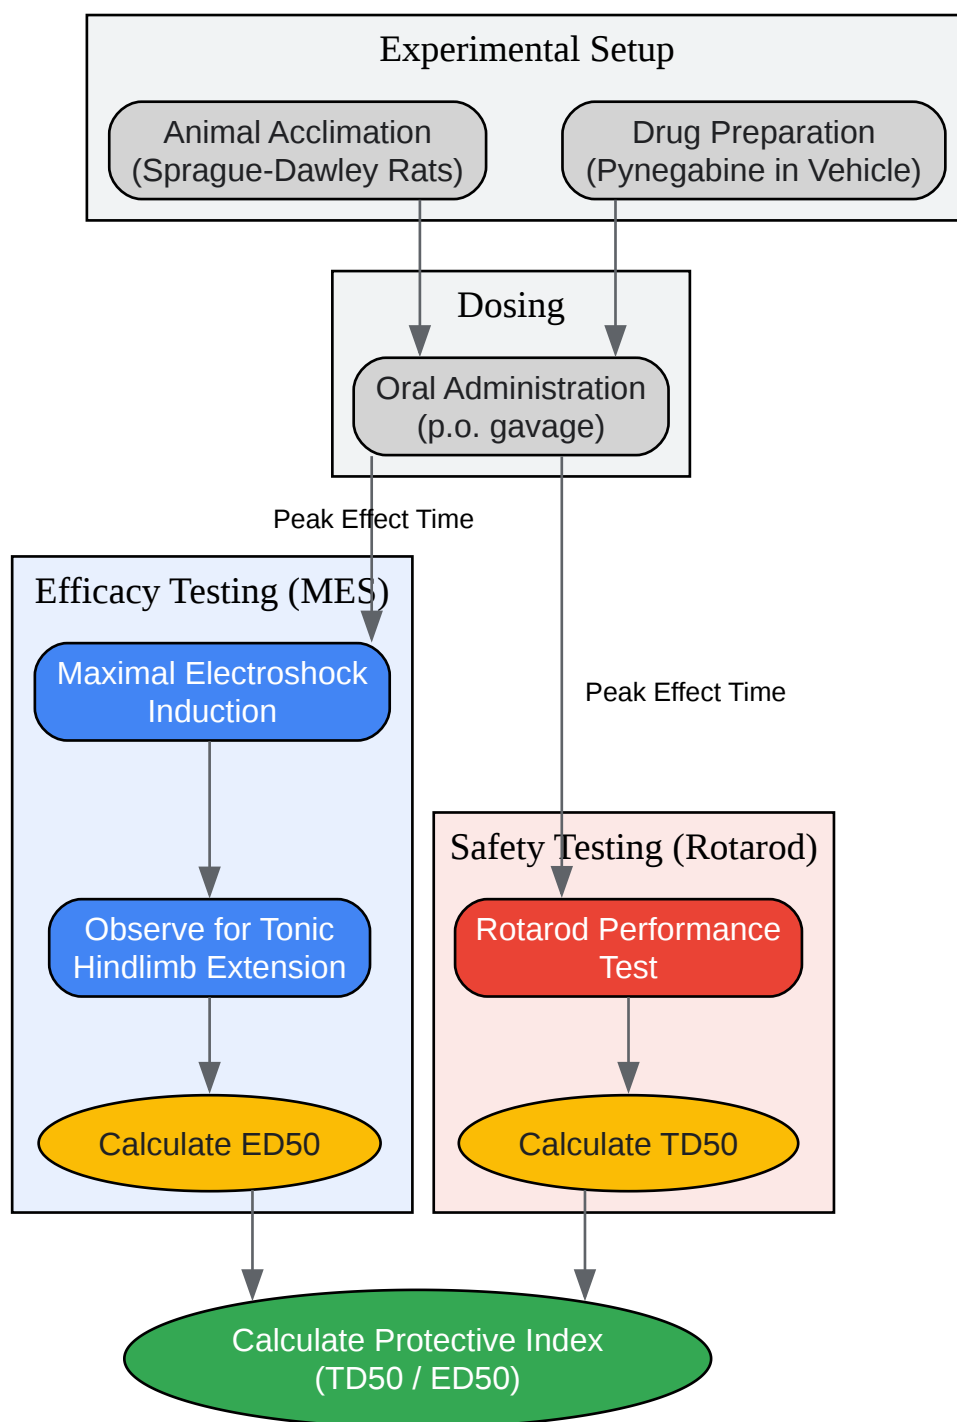 Experimental Setup
Animal Acclimation
(Sprague-Dawley Rats)
Drug Preparation
(Pynegabine in Vehicle)
Dosing
Oral Administration
(p.o. gavage)
Peak Effect Time
Efficacy Testing (MES)
Maximal Electroshock
Induction
Peak Effect Time
Observe for Tonic
Hindlimb Extension
Safety Testing (Rotarod)
Rotarod Performance
Test
Calculate ED50
Calculate TD50
Calculate Protective Index
(TD50 / ED50)